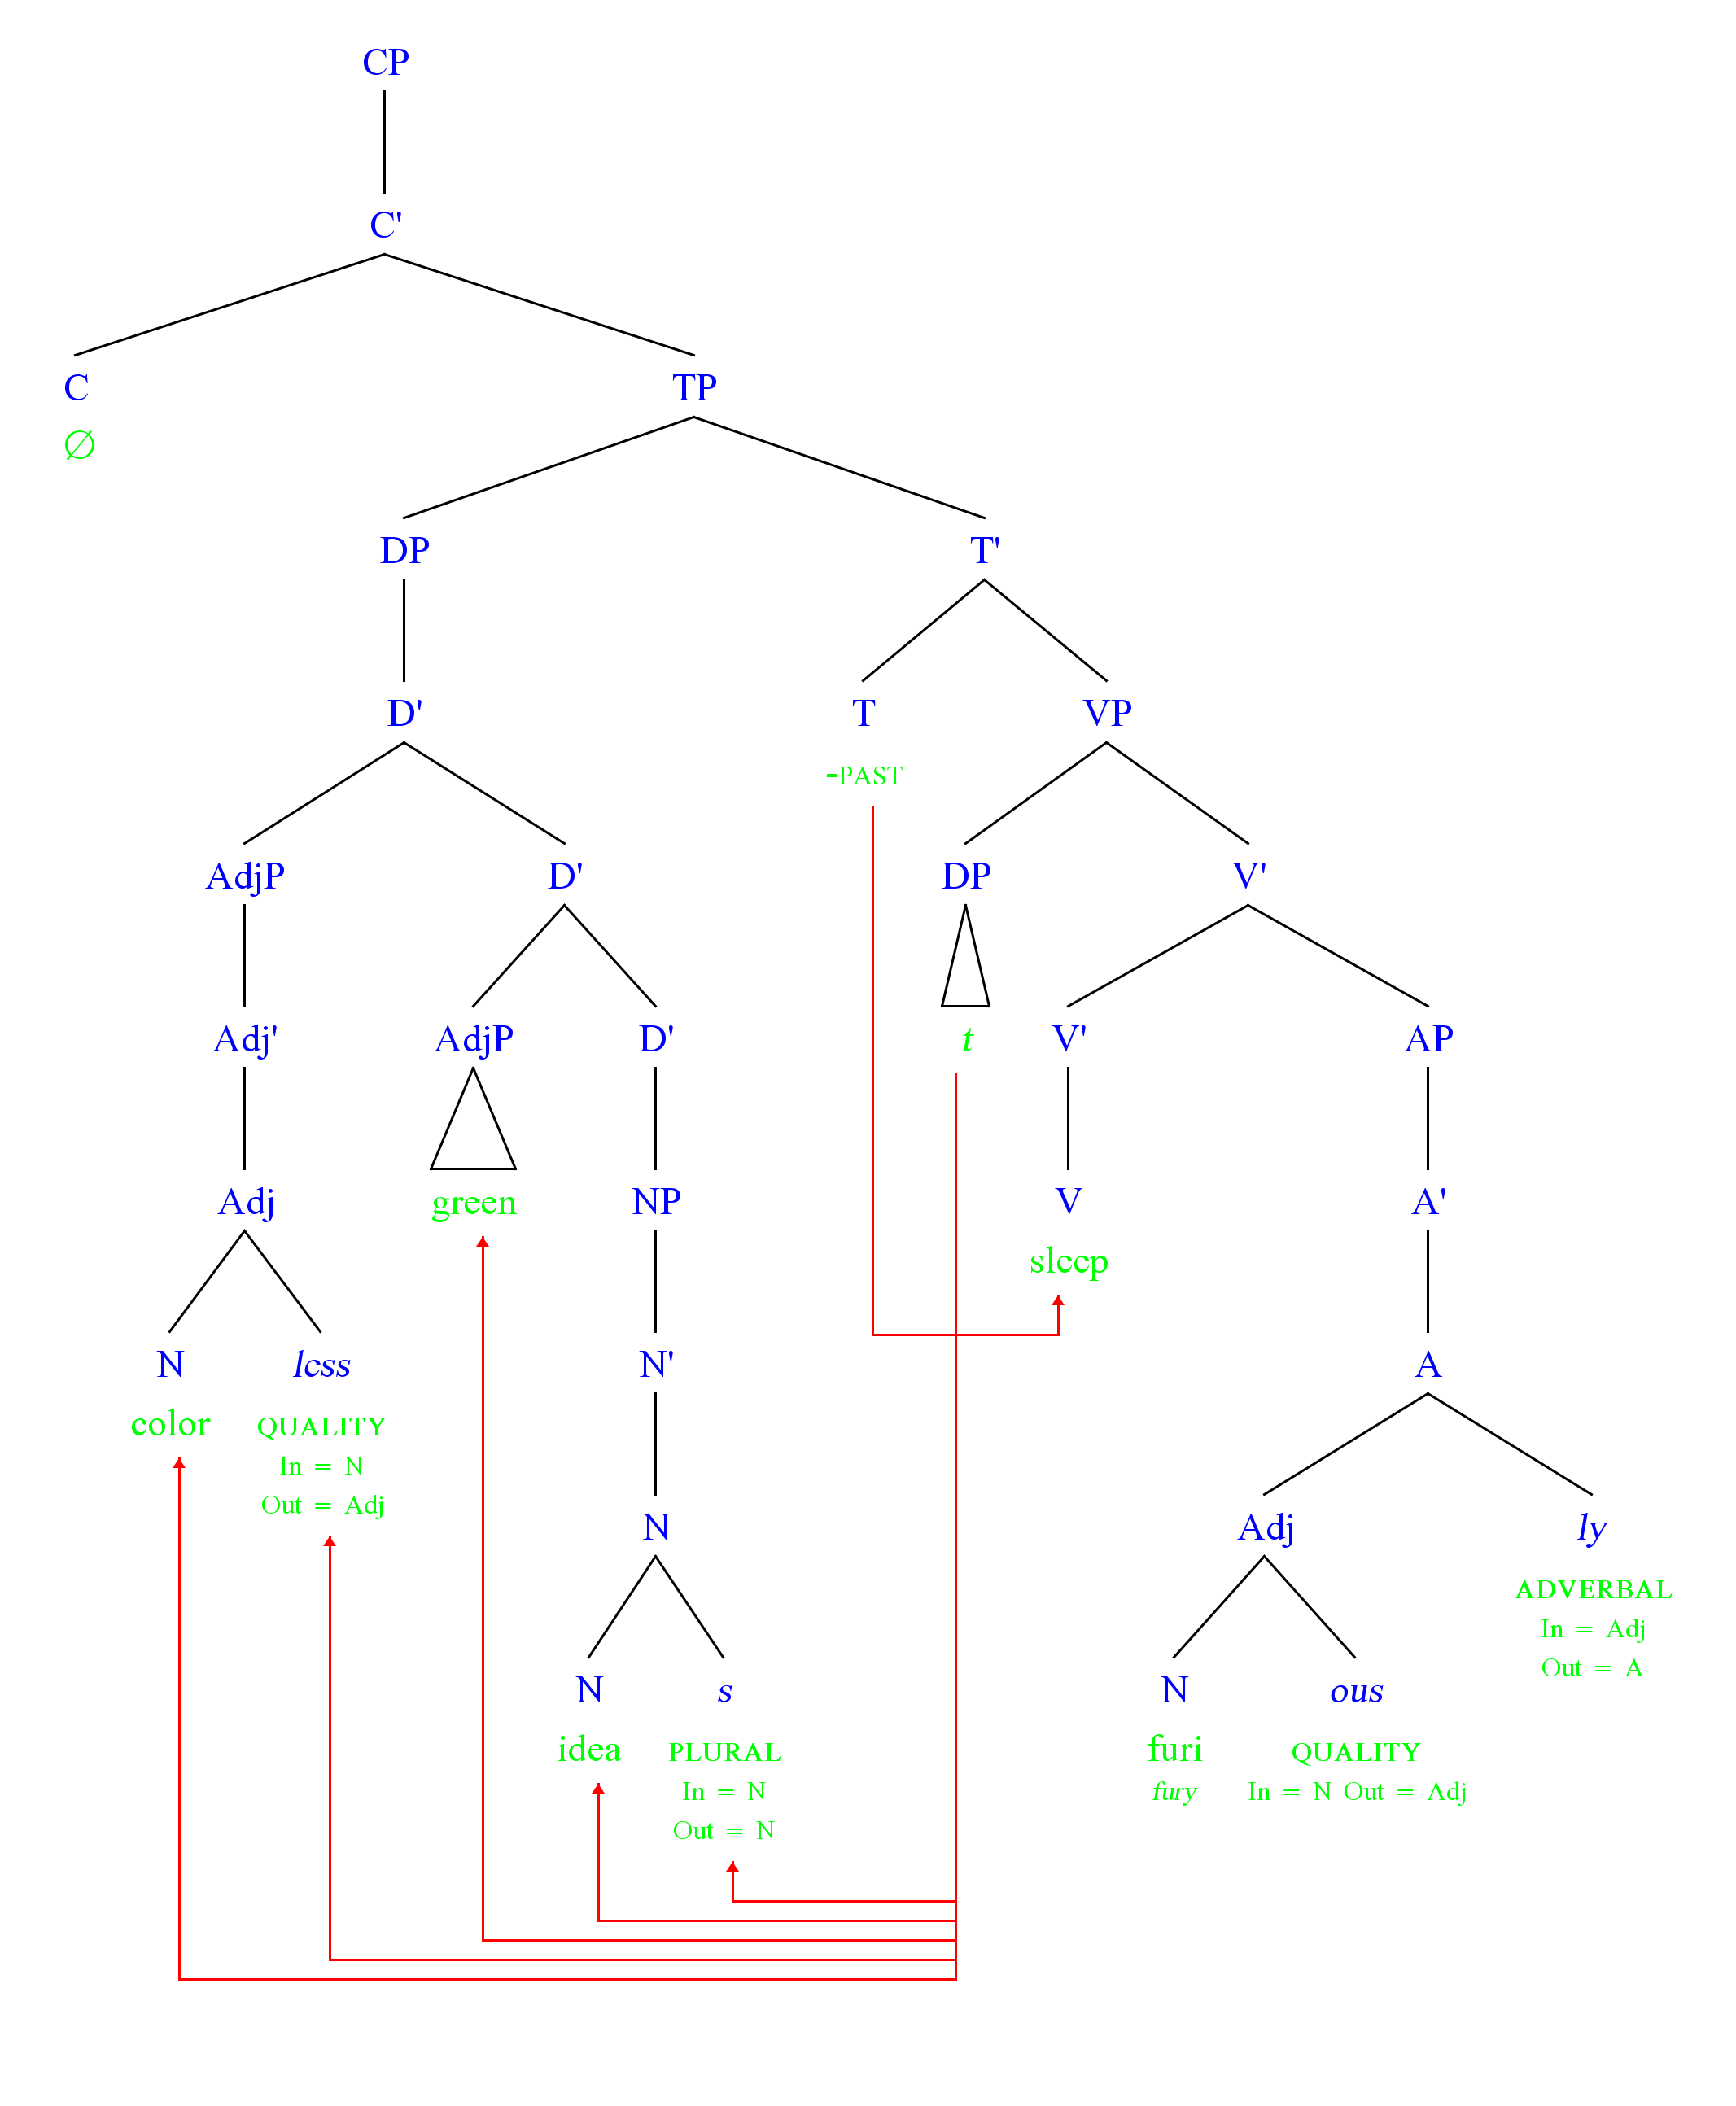 CP
C'
C TP
∅
DP T'
D' T VP
-PAST
AdjP D' DP V'
Adj' AdjP D' t V' AP
Adj green NP V A'
sleep
N less N' A
color QUALITY
In = N
Out = Adj
N Adj ly
ADVERBAL
In = Adj
Out = A
N s N ous
idea PLURAL furi QUALITY
In = N fury In = N Out = Adj
Out = N